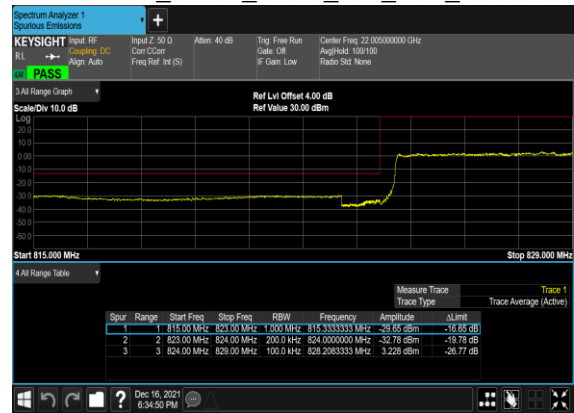 Spectrum Analyzer 1
Spurious Emissions
+
KEYSIGHT Input: RF Input Z: 50 Ω Atten: 40 dB Trig: Free Run Center Freq: 22.005000000 GHz
RL Coupling: DC Corr CCorr Gate: Off Avg|Hold: 100/100
Align: Auto Freq Ref: Int (S) IF Gain: Low Radio Std: None
PASS
3 All Range Graph
Ref Lvl Offset 4.00 dB
Scale/Div 10.0 dB Ref Value 30.00 dBm
Log
20.0
10.0
0.00
-10.0
-20.0
-30.0
-40.0
-50.0
-60.0
Start 815.000 MHz Stop 829.000 MHz
4 All Range Table
Measure Trace Trace 1
Trace Type Trace Average (Active)
Spur Range Start Freq Stop Freq RBW Frequency Amplitude ΔLimit
1 1 815.00 MHz 823.00 MHz 1.000 MHz 815.3333333 MHz -29.65 dBm -16.65 dB
2 2 823.00 MHz 824.00 MHz 200.0 kHz 824.0000000 MHz -32.78 dBm -19.78 dB
3 3 824.00 MHz 829.00 MHz 100.0 kHz 828.2083333 MHz 3.228 dBm -26.77 dB
? Dec 16, 2021
6:34:50 PM